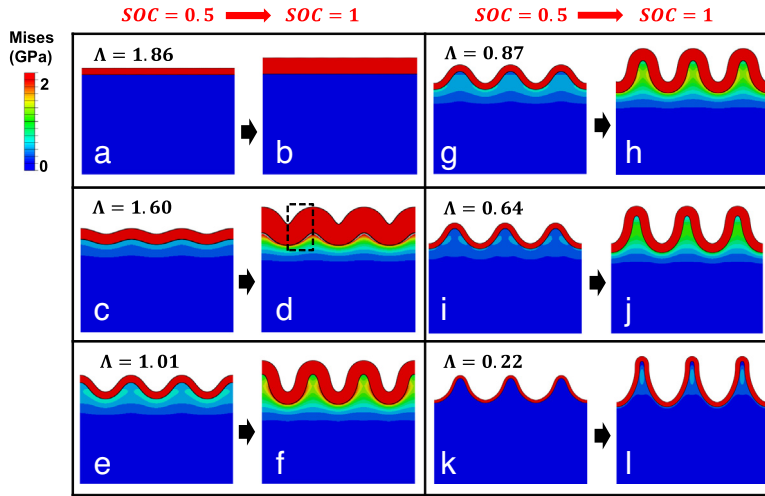 SOC = 0.5 SOC = 1 SOC = 0.5 SOC = 1
Mises
(GPa)
2
0
Λ = 1.86
a
b
Λ = 0.87
g
h
Λ = 1.60
c
d
Λ = 0.64
i
j
Λ = 1.01
e
f
Λ = 0.22
k
l